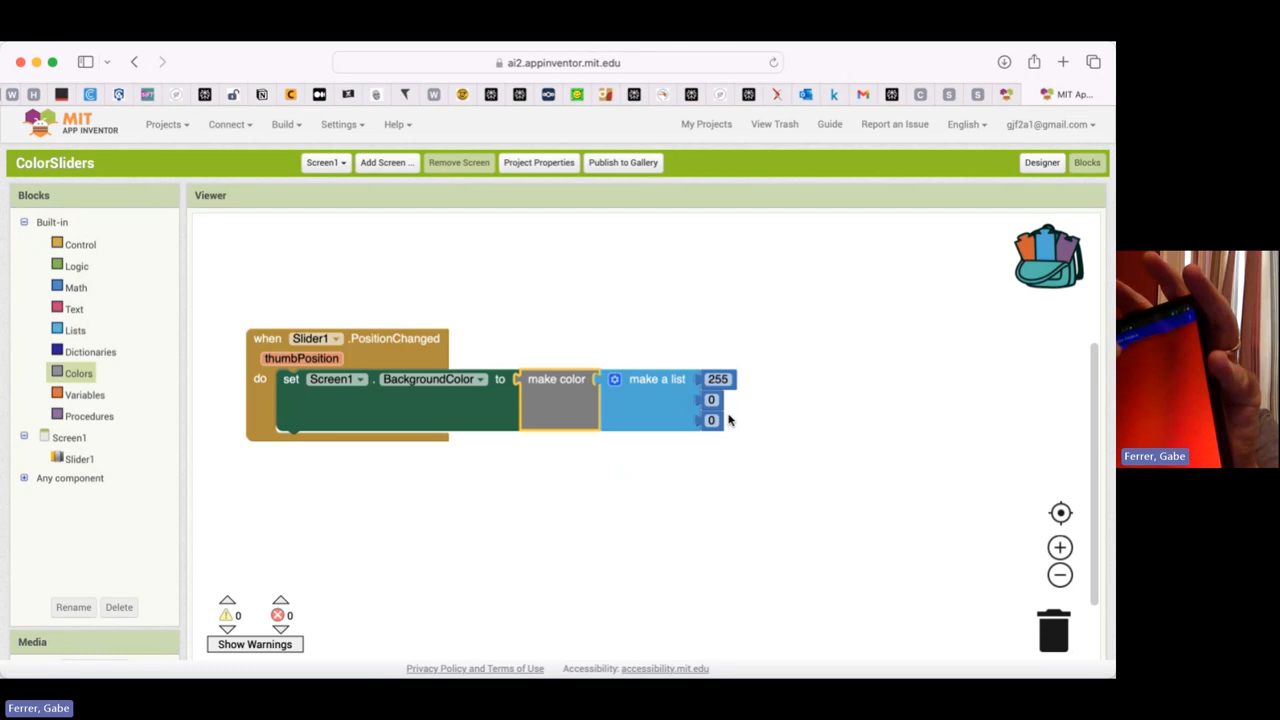 ai2.appinventor.mit.edu
MIT Ap...
MIT
APP INVENTOR
Projects
Connect
Build
Settings
Help
My Projects
View Trash
Guide
Report an Issue
English
gjf2a1@gmail.com
ColorSliders
Screen1
Add Screen ...
Remove Screen
Project Properties
Publish to Gallery
Designer
Blocks
Blocks
Viewer
Built-in
Control
Logic
Math
Text
Lists
Dictionaries
Colors
Variables
Procedures
Screen1
Slider1
Any component
Rename
Delete
Media
when Slider1 .PositionChanged
thumbPosition
do set Screen1 . BackgroundColor to make color make a list 255
0
0
0 0
Show Warnings
Privacy Policy and Terms of Use Accessibility: accessibility.mit.edu
Ferrer, Gabe
Ferrer, Gabe